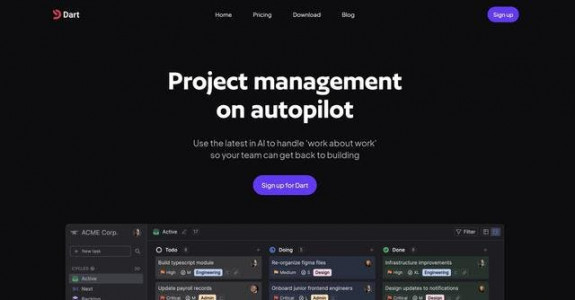 Dart
Home
Pricing
Download
Blog
Sign up
Project management
on autopilot
Use the latest in AI to handle 'work about work'
so your team can get back to building
Sign up for Dart
ACME Corp.
Active
17
Filter
New task
CYCLES
Active
Next
Todo
Build typescript module
High
M
Engineering
Update payroll records
Critical
M
Admin
Doing
Re-organize figma files
Medium
S
Design
Onboard junior frontend engineers
Critical
L
Admin
Done
Infrastructure improvements
High
XL
Engineering
Design updates to notifications
Critical
M
Design